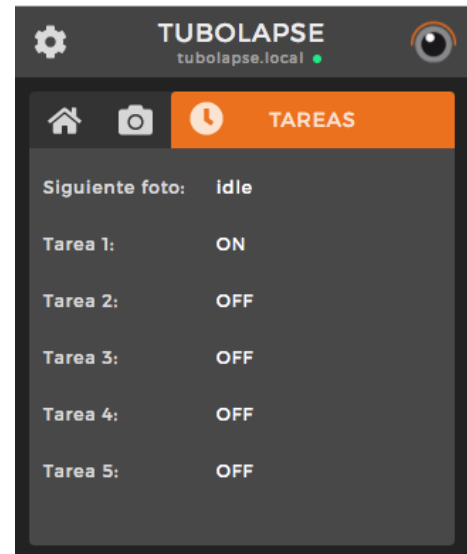 TUBOLAPSE
tubolapse.local
TAREAS
Siguiente foto: idle
Tarea 1: ON
Tarea 2: OFF
Tarea 3: OFF
Tarea 4: OFF
Tarea 5: OFF